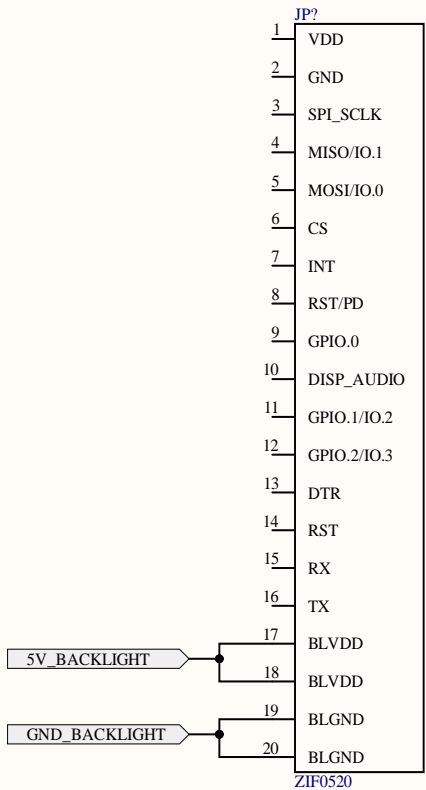 JP?
1 VDD
2 GND
3 SPI_SCLK
4 MISO/IO.1
5 MOSI/IO.0
6 CS
7 INT
8 RST/PD
9 GPIO.0
10 DISP_AUDIO
11 GPIO.1/IO.2
12 GPIO.2/IO.3
13 DTR
14 RST
15 RX
16 TX
17 BLVDD
5V_BACKLIGHT
18 BLVDD
19 BLGND
GND_BACKLIGHT
20 BLGND
ZIF0520